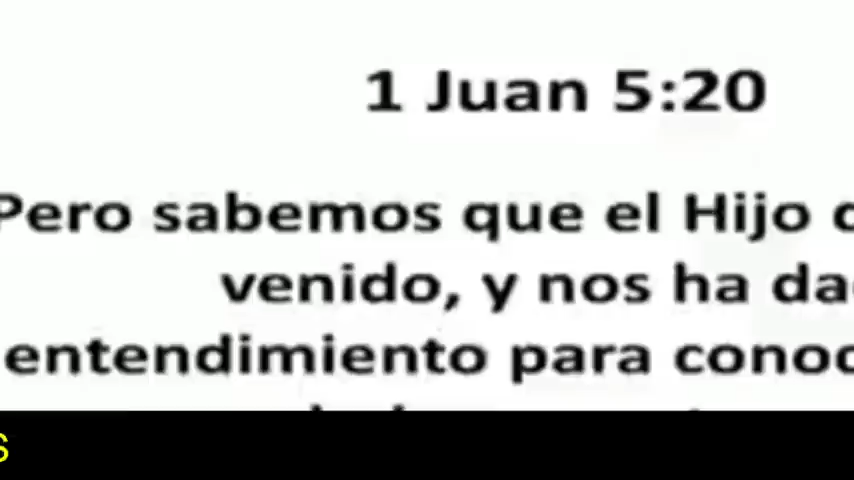 1 Juan 5:20
Pero sabemos que el Hijo
venido, y nos ha
entendimiento para